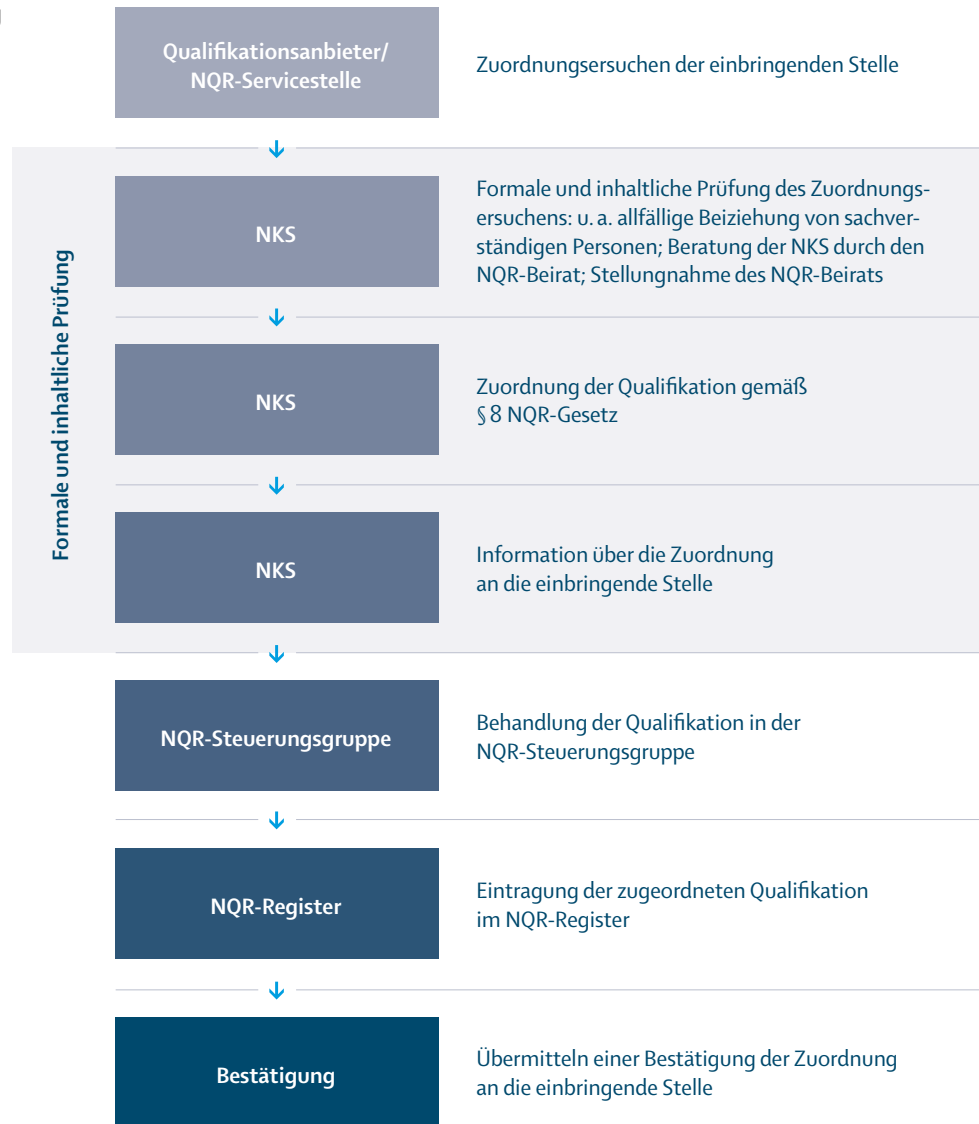 Qualifikationsanbieter/
NQR-Servicestelle
Zuordnungsersuchen der einbringenden Stelle
Formale und inhaltliche Prüfung
NKS
Formale und inhaltliche Prüfung des Zuordnungs-
ersuchens: u. a. allfällige Beiziehung von sachver-
ständigen Personen; Beratung der NKS durch den
NQR-Beirat; Stellungnahme des NQR-Beirats
NKS
Zuordnung der Qualifikation gemäß
§ 8 NQR-Gesetz
NKS
Information über die Zuordnung
an die einbringende Stelle
NQR-Steuerungsgruppe
Behandlung der Qualifikation in der
NQR-Steuerungsgruppe
NQR-Register
Eintragung der zugeordneten Qualifikation
im NQR-Register
Bestätigung
Übermitteln einer Bestätigung der Zuordnung
an die einbringende Stelle